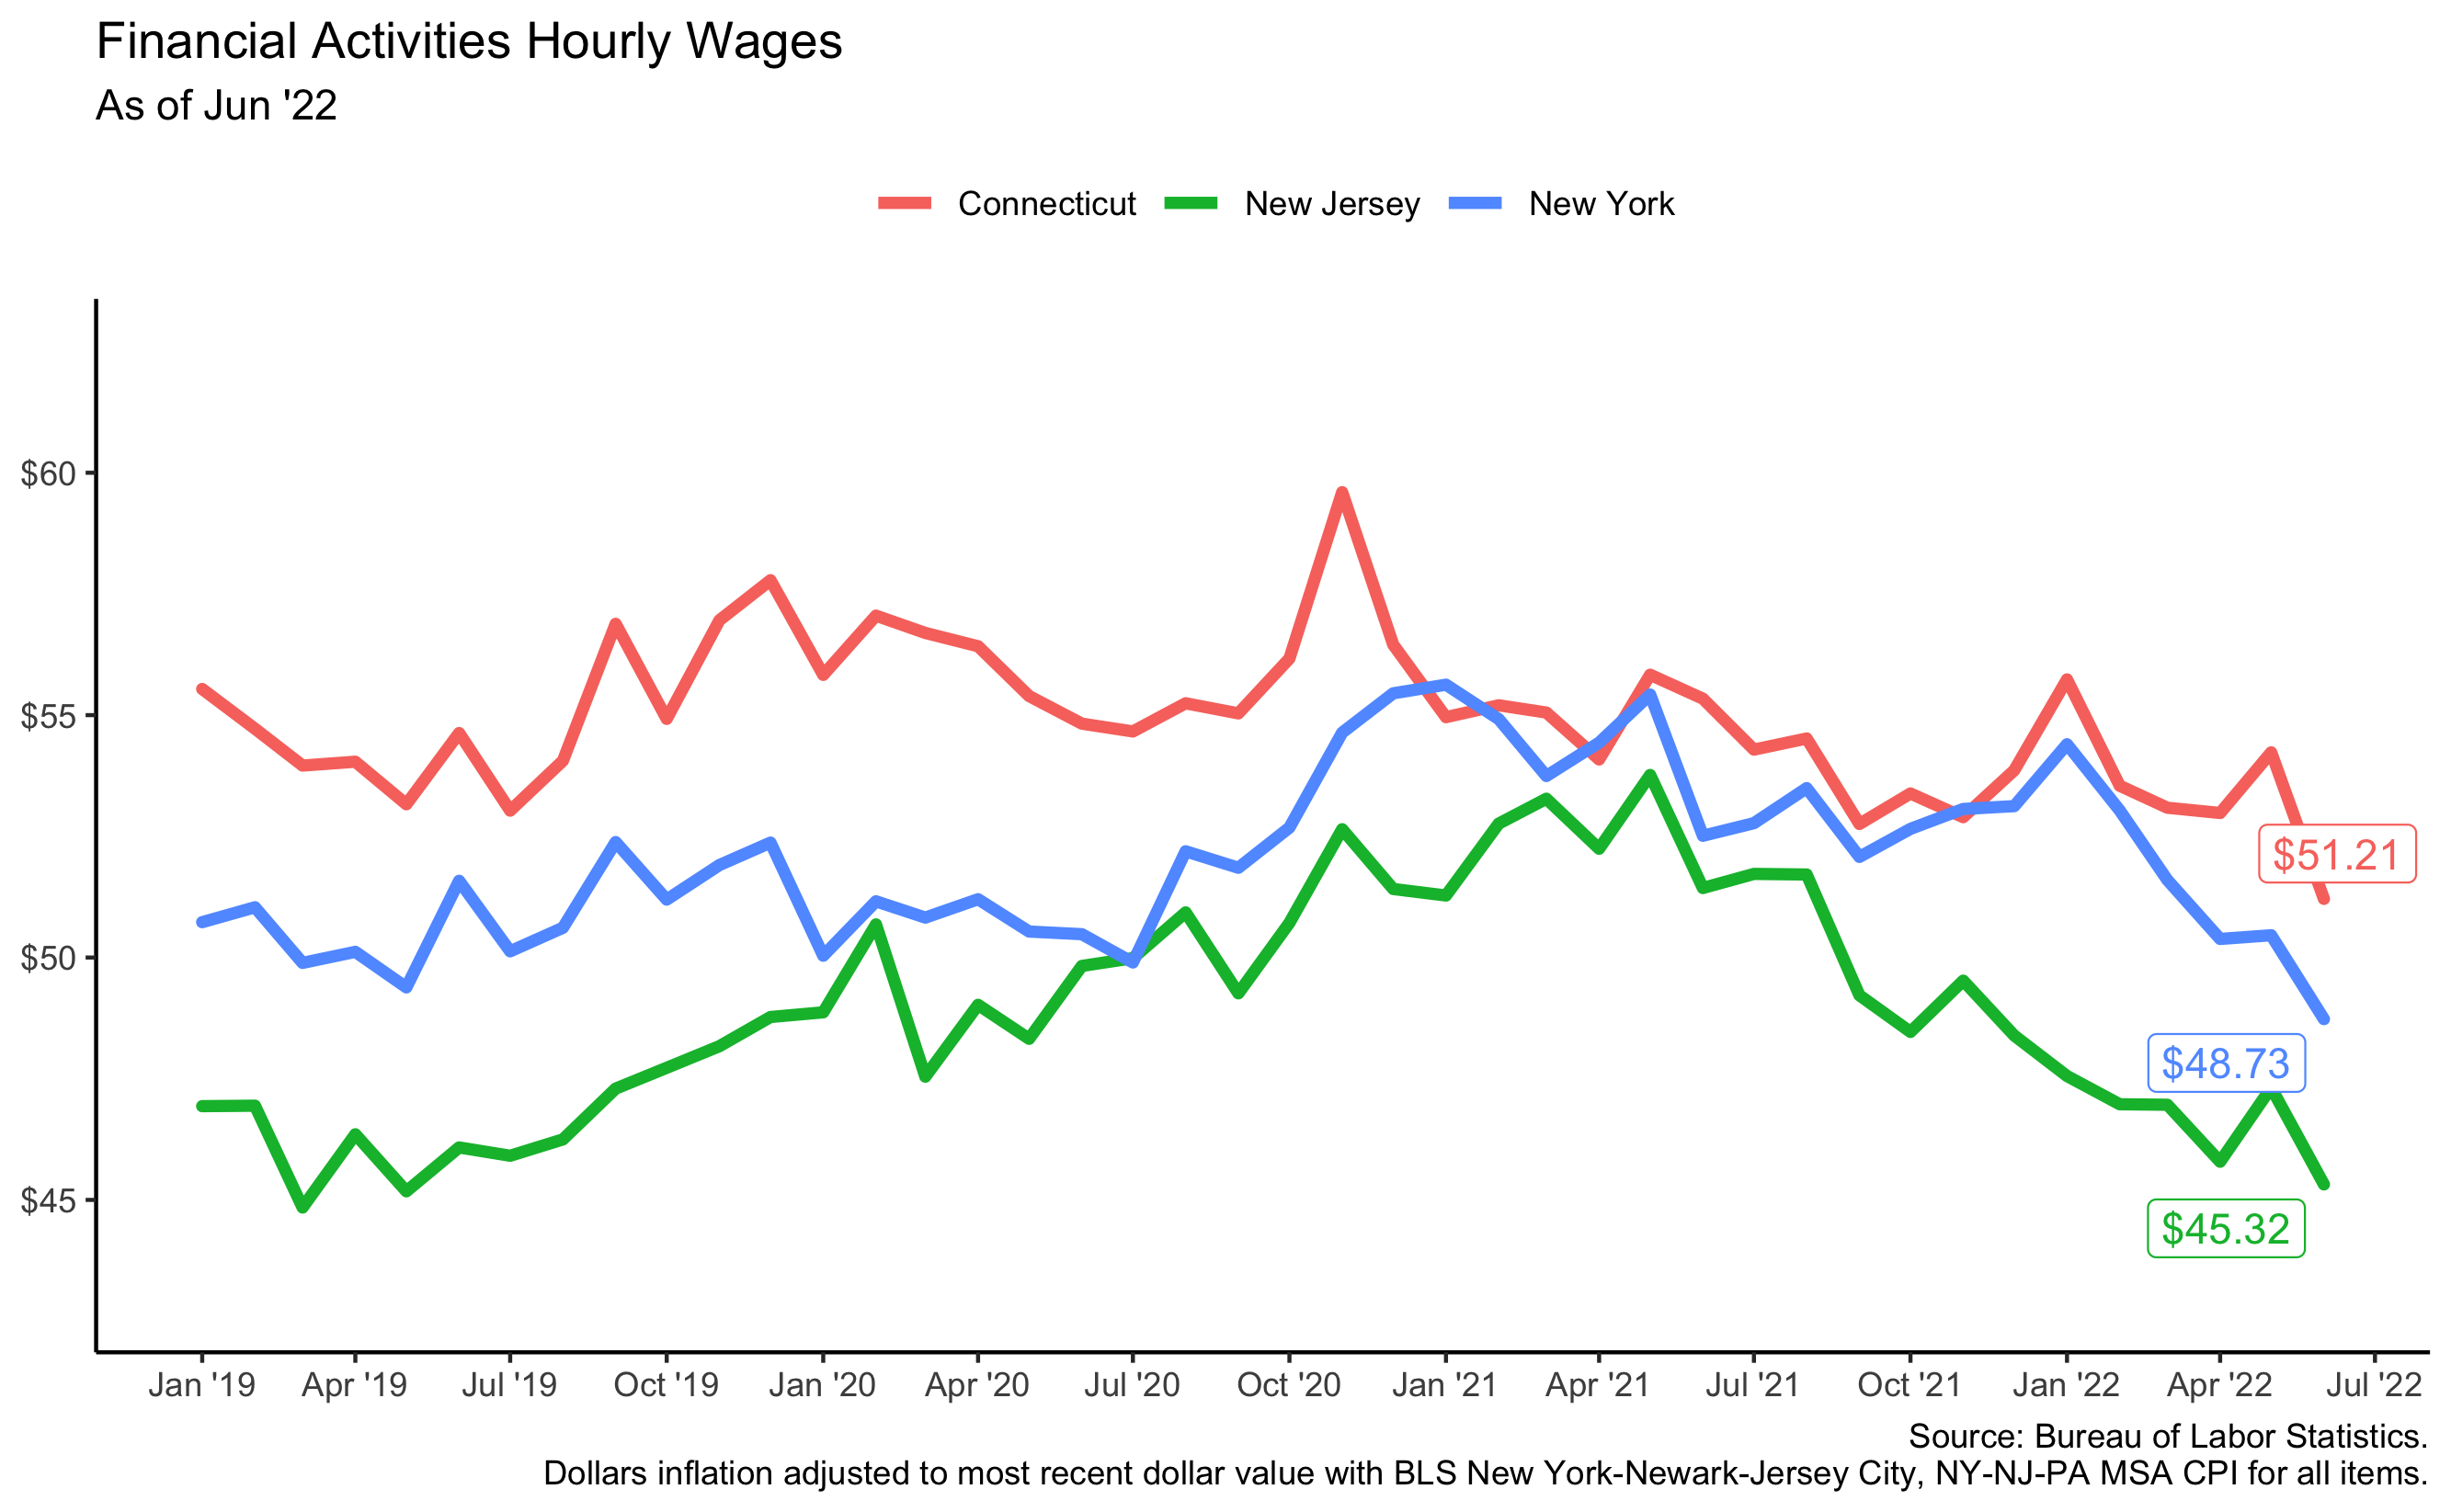 Financial Activities Hourly Wages
As of Jun '22
Connecticut New Jersey New York
$60
$55
$50
$45
$51.21
$48.73
$45.32
Jan '19 Apr '19 Jul '19 Oct '19 Jan '20 Apr '20 Jul '20 Oct '20 Jan '21 Apr '21 Jul '21 Oct '21 Jan '22 Apr '22 Jul '22
Source: Bureau of Labor Statistics.
Dollars inflation adjusted to most recent dollar value with BLS New York-Newark-Jersey City, NY-NJ-PA MSA CPI for all items.